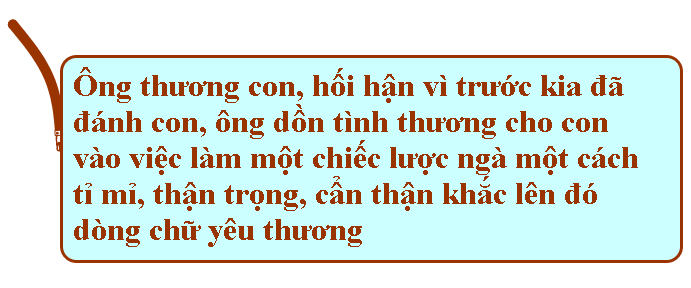 Ông thương con, hối hận vì trước kia đã
đánh con, ông dồn tình thương cho con
vào việc làm một chiếc lược ngà một cách
tỉ mỉ, thận trọng, cẩn thận khắc lên đó
dòng chữ yêu thương